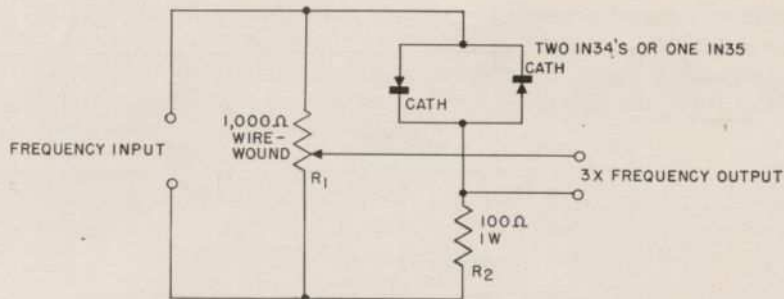 TWO IN34'S OR ONE IN35
CATH
CATH
1,000Ω
WIRE-
WOUND
R1
FREQUENCY INPUT
3X FREQUENCY OUTPUT
100Ω
1W
R2